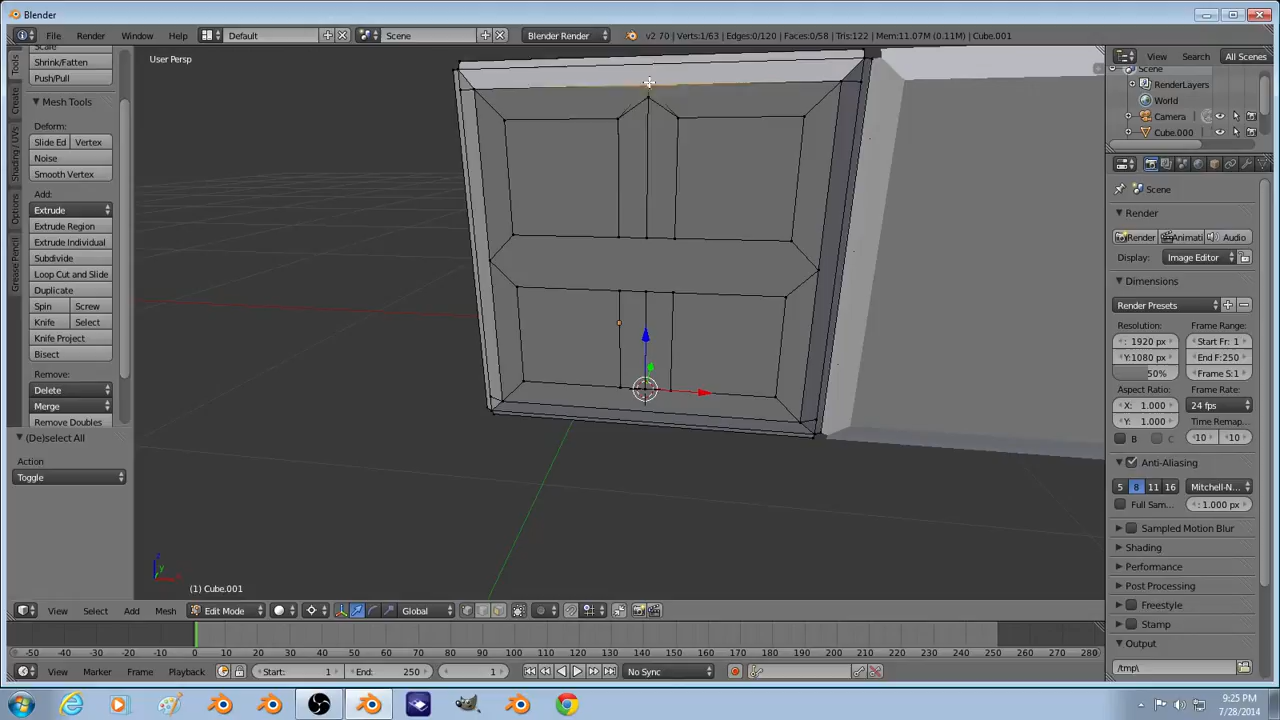 Blender
File Render Window Help Default Scene Blender Render v2 70 | Verts:1/63 | Edges:0/120 | Faces:0/58 | Tris:122 | Mem:11.07M (0.11M) | Cube.001
User Persp
Tools
Create
Shading / UVs
Options
Grease Pencil
Scale
Shrink/Fatten
Push/Pull
Mesh Tools
Deform:
Slide Ed Vertex
Noise
Smooth Vertex
Add:
Extrude
Extrude Region
Extrude Individual
Subdivide
Loop Cut and Slide
Duplicate
Spin Screw
Knife Select
Knife Project
Bisect
Remove:
Delete
Merge
Remove Doubles
(De)select All
Action
Toggle
(1) Cube.001
View Select Add Mesh Edit Mode Global
-50 -40 -30 -20 -10 0 10 20 30 40 50 60 70 80 90 100 110 120 130 140 150 160 170 180 190 200 210 220 230 240 250 260 270 280
View Marker Frame Playback Start: 1 End: 250 1 No Sync
View Search All Scenes
Scene
RenderLayers
World
Camera
Cube.000
Scene
Render
Render Animati Audio
Display: Image Editor
Dimensions
Render Presets
Resolution: Frame Range:
: 1920 px Start Fr: 1
Y:1080 px End F:250
50% Frame S:1
Aspect Ratio: Frame Rate:
X: 1.000 24 fps
Y: 1.000 Time Remap...
B C 10 10
Anti-Aliasing
5 8 11 16 Mitchell-N...
Full Sam... : 1.000 px
Sampled Motion Blur
Shading
Performance
Post Processing
Freestyle
Stamp
Output
/tmp\
9:25 PM
7/28/2014